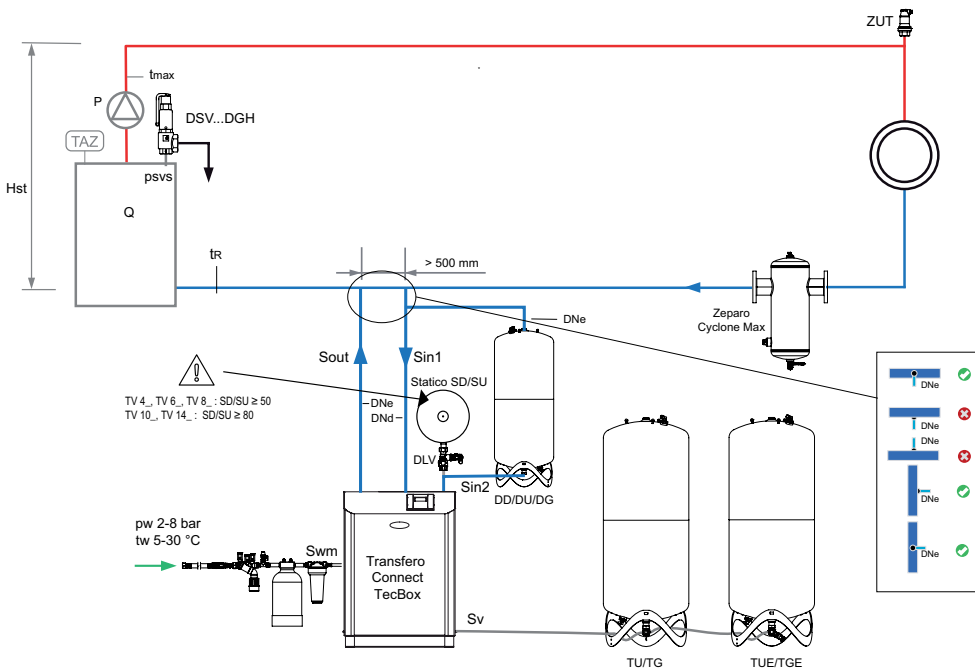 ZUT
tmax
P
DSV...DGH
TAZ
psvs
Hst
Q
tR
> 500 mm
DNe
Zeparo
Cyclone Max
Sout
Sin1
Statico SD/SU
TV 4_, TV 6_, TV 8_ : SD/SU ≥ 50
TV 10_, TV 14_ : SD/SU ≥ 80
DNe
DNd
DLV
Sin2
DD/DU/DG
DNe
DNe
DNe
DNe
DNe
pw 2-8 bar
tw 5-30 °C
Swm
Transfero
Connect
TecBox
Sv
TU/TG
TUE/TGE